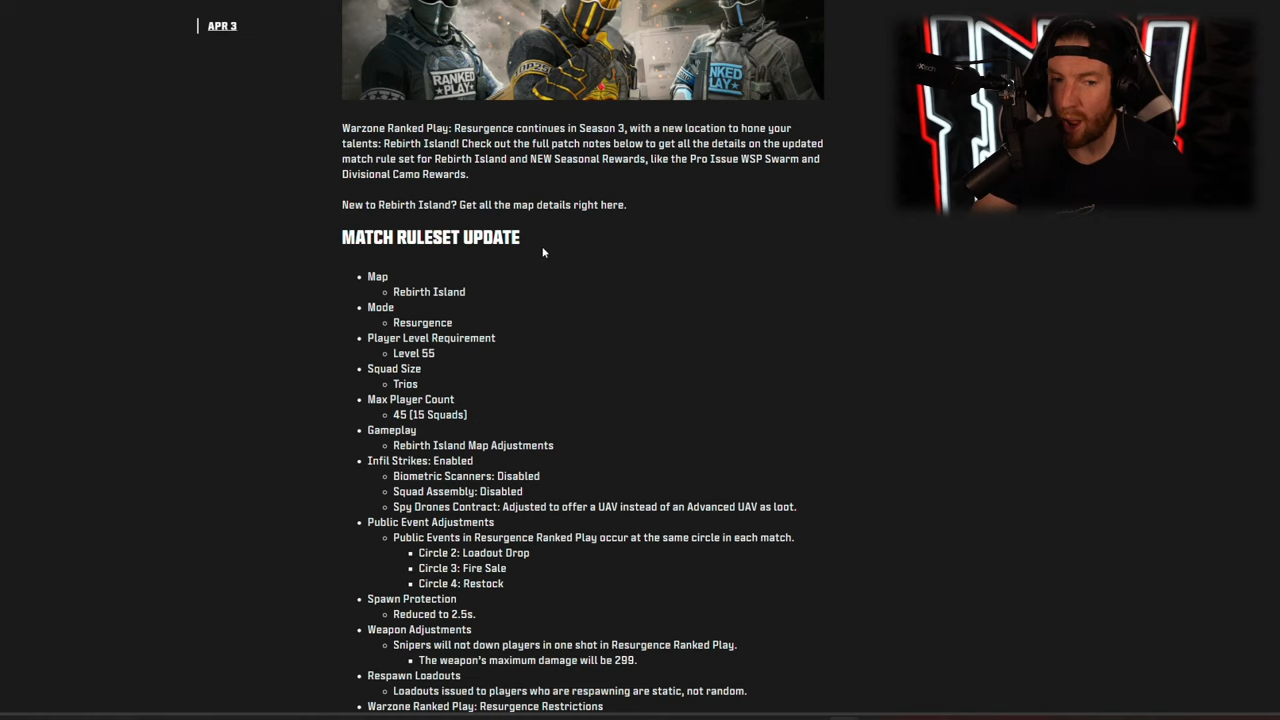 APR 3
RANKED
PLAY
RANKED
PLAY
Warzone Ranked Play: Resurgence continues in Season 3, with a new location to hone your
talents: Rebirth Island! Check out the full patch notes below to get all the details on the updated
match rule set for Rebirth Island and NEW Seasonal Rewards, like the Pro Issue WSP Swarm and
Divisional Camo Rewards.
New to Rebirth Island? Get all the map details right here.
MATCH RULESET UPDATE
• Map
○ Rebirth Island
• Mode
○ Resurgence
• Player Level Requirement
○ Level 55
• Squad Size
○ Trios
• Max Player Count
○ 45 [15 Squads]
• Gameplay
○ Rebirth Island Map Adjustments
• Infil Strikes: Enabled
○ Biometric Scanners: Disabled
○ Squad Assembly: Disabled
○ Spy Drones Contract: Adjusted to offer a UAV instead of an Advanced UAV as loot.
• Public Event Adjustments
○ Public Events in Resurgence Ranked Play occur at the same circle in each match.
▪ Circle 2: Loadout Drop
▪ Circle 3: Fire Sale
▪ Circle 4: Restock
• Spawn Protection
○ Reduced to 2.5s.
• Weapon Adjustments
○ Snipers will not down players in one shot in Resurgence Ranked Play.
▪ The weapon's maximum damage will be 299.
• Respawn Loadouts
○ Loadouts issued to players who are respawning are static, not random.
• Warzone Ranked Play: Resurgence Restrictions